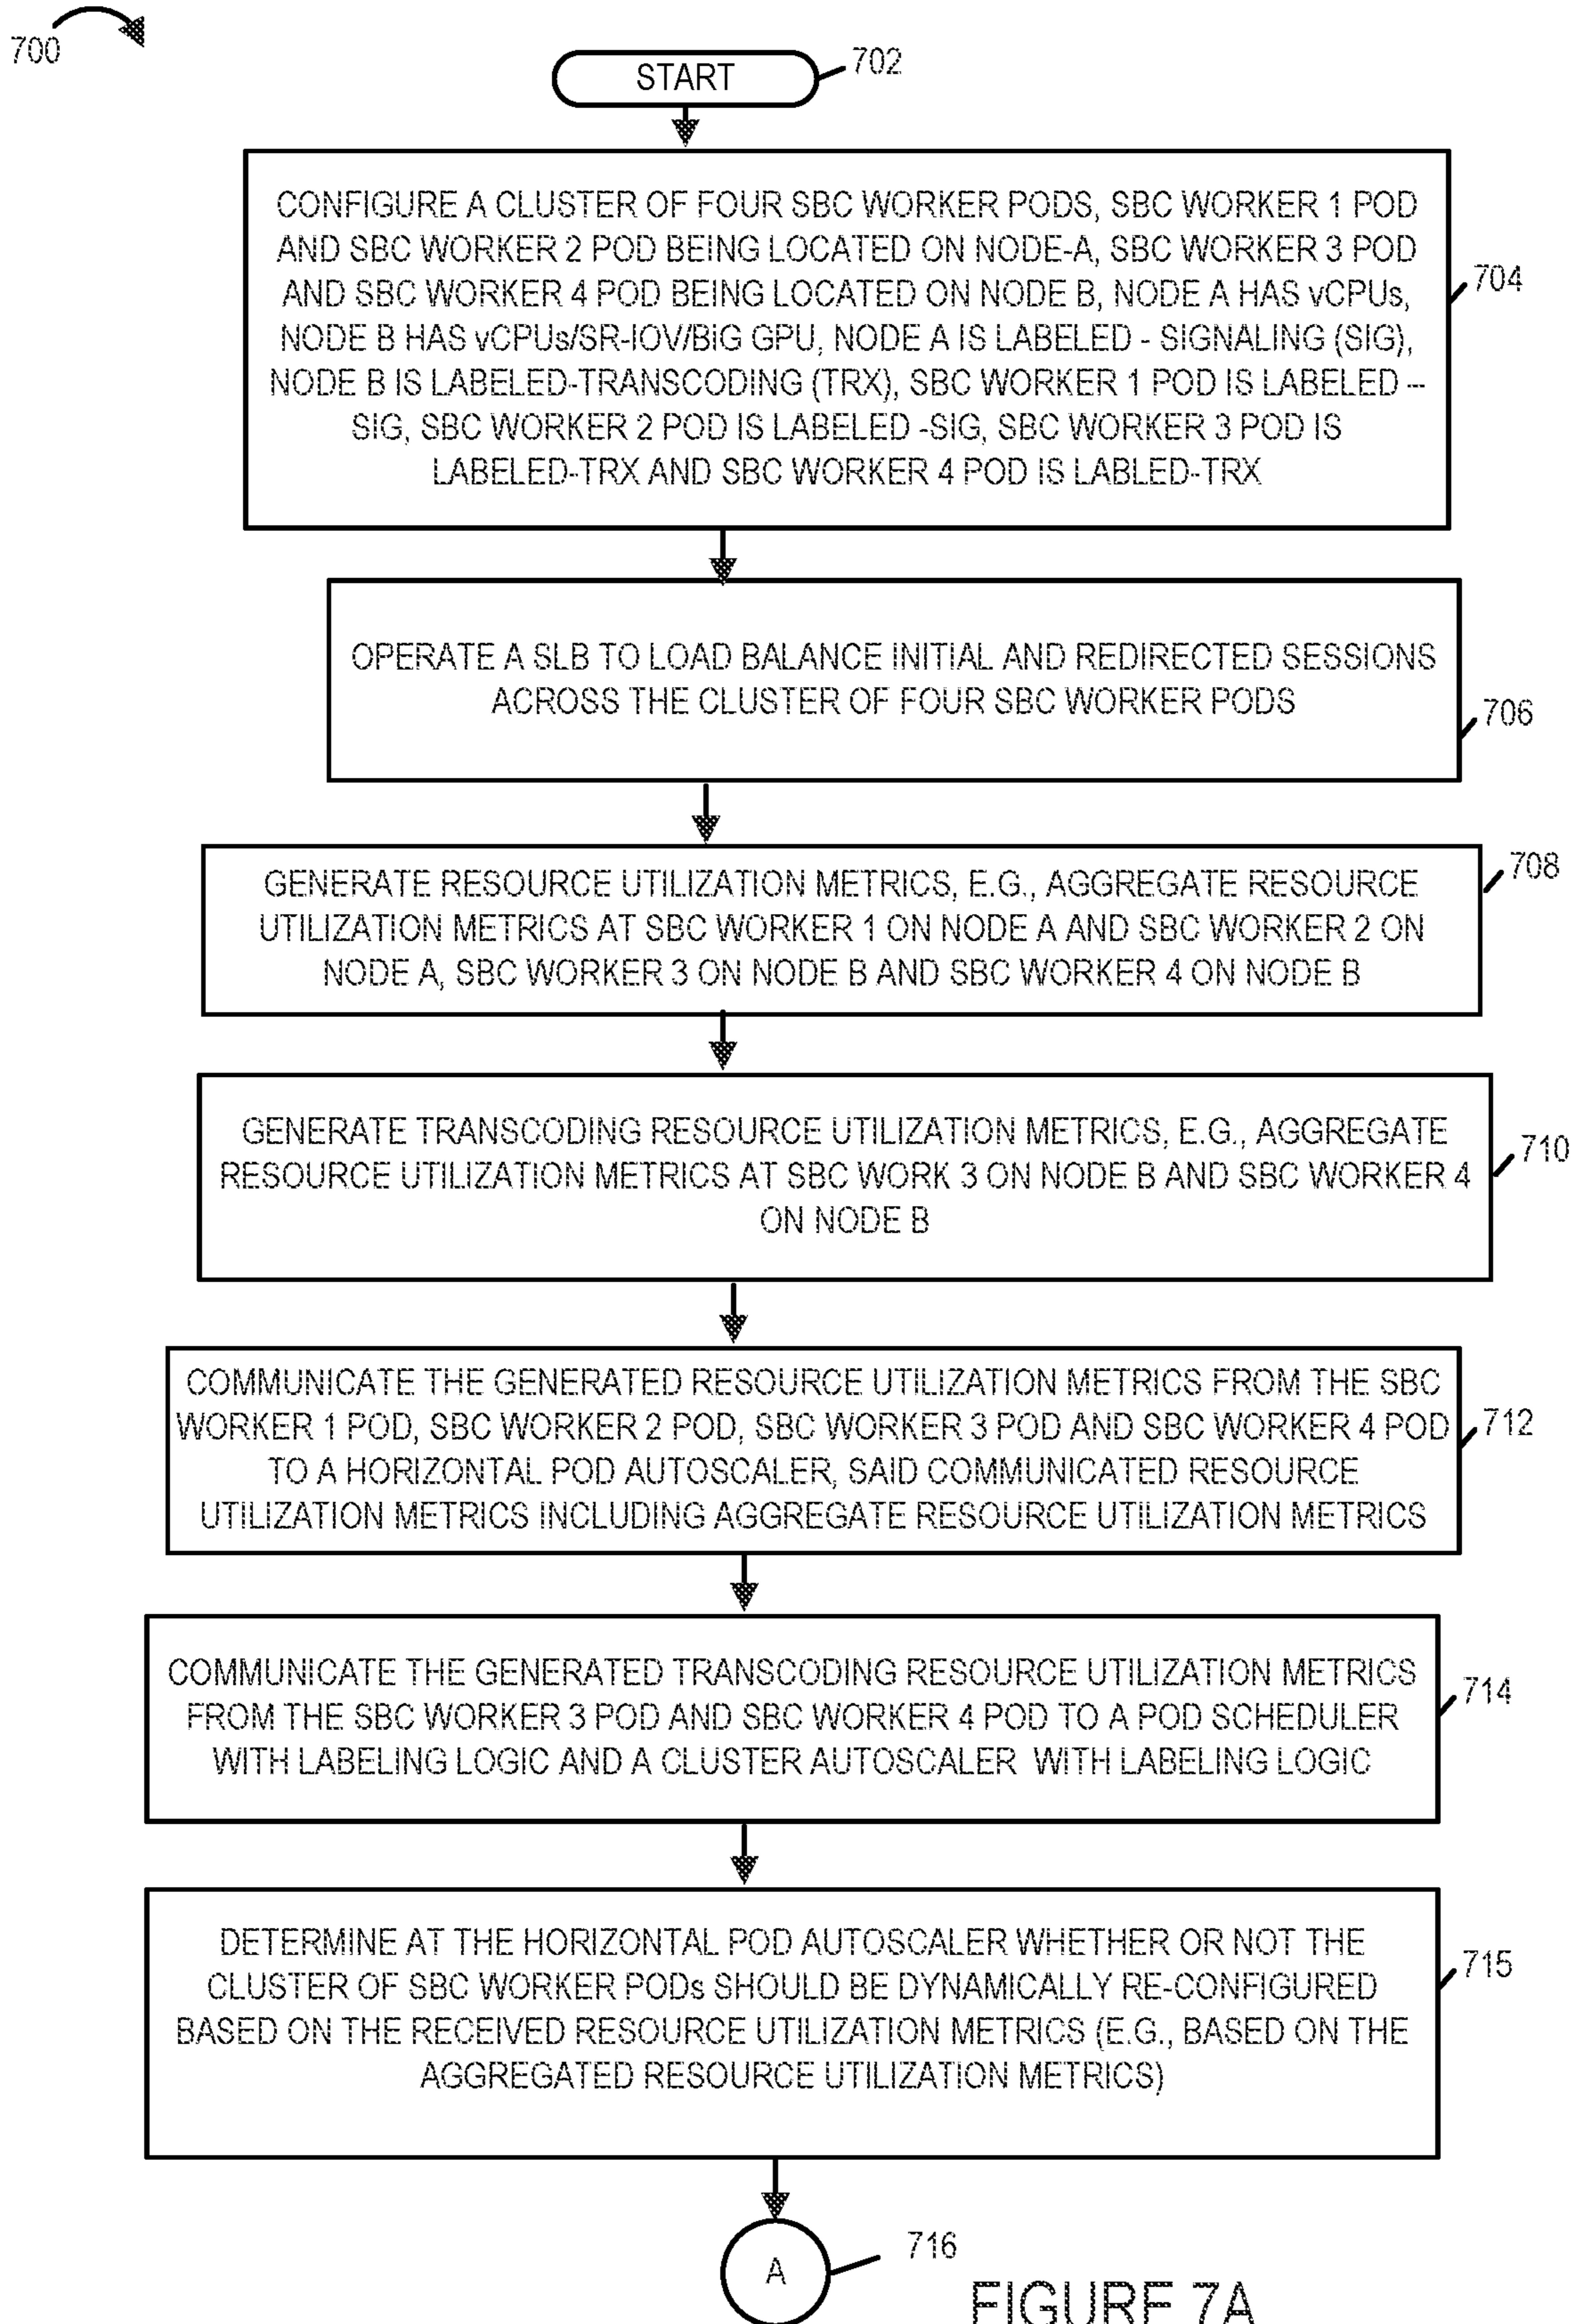 700
START
702
CONFIGURE A CLUSTER OF FOUR SBC WORKER PODS, SBC WORKER 1 POD
AND SBC WORKER 2 POD BEING LOCATED ON NODE-A, SBC WORKER 3 POD
AND SBC WORKER 4 POD BEING LOCATED ON NODE B, NODE A HAS vCPUs,
NODE B HAS vCPUs/SR-IOV/BiG GPU, NODE A IS LABELED - SIGNALING (SIG),
NODE B IS LABELED-TRANSCODING (TRX), SBC WORKER 1 POD IS LABELED --
SIG, SBC WORKER 2 POD IS LABELED -SIG, SBC WORKER 3 POD IS
LABELED-TRX AND SBC WORKER 4 POD IS LABLED-TRX
704
OPERATE A SLB TO LOAD BALANCE INITIAL AND REDIRECTED SESSIONS
ACROSS THE CLUSTER OF FOUR SBC WORKER PODS
706
GENERATE RESOURCE UTILIZATION METRICS, E.G., AGGREGATE RESOURCE
UTILIZATION METRICS AT SBC WORKER 1 ON NODE A AND SBC WORKER 2 ON
NODE A, SBC WORKER 3 ON NODE B AND SBC WORKER 4 ON NODE B
708
GENERATE TRANSCODING RESOURCE UTILIZATION METRICS, E.G., AGGREGATE
RESOURCE UTILIZATION METRICS AT SBC WORK 3 ON NODE B AND SBC WORKER 4
ON NODE B
710
COMMUNICATE THE GENERATED RESOURCE UTILIZATION METRICS FROM THE SBC
WORKER 1 POD, SBC WORKER 2 POD, SBC WORKER 3 POD AND SBC WORKER 4 POD
TO A HORIZONTAL POD AUTOSCALER, SAID COMMUNICATED RESOURCE
UTILIZATION METRICS INCLUDING AGGREGATE RESOURCE UTILIZATION METRICS
712
COMMUNICATE THE GENERATED TRANSCODING RESOURCE UTILIZATION METRICS
FROM THE SBC WORKER 3 POD AND SBC WORKER 4 POD TO A POD SCHEDULER
WITH LABELING LOGIC AND A CLUSTER AUTOSCALER WITH LABELING LOGIC
714
DETERMINE AT THE HORIZONTAL POD AUTOSCALER WHETHER OR NOT THE
CLUSTER OF SBC WORKER PODs SHOULD BE DYNAMICALLY RE-CONFIGURED
BASED ON THE RECEIVED RESOURCE UTILIZATION METRICS (E.G., BASED ON THE
AGGREGATED RESOURCE UTILIZATION METRICS)
715
A
716
FIGURE 7A